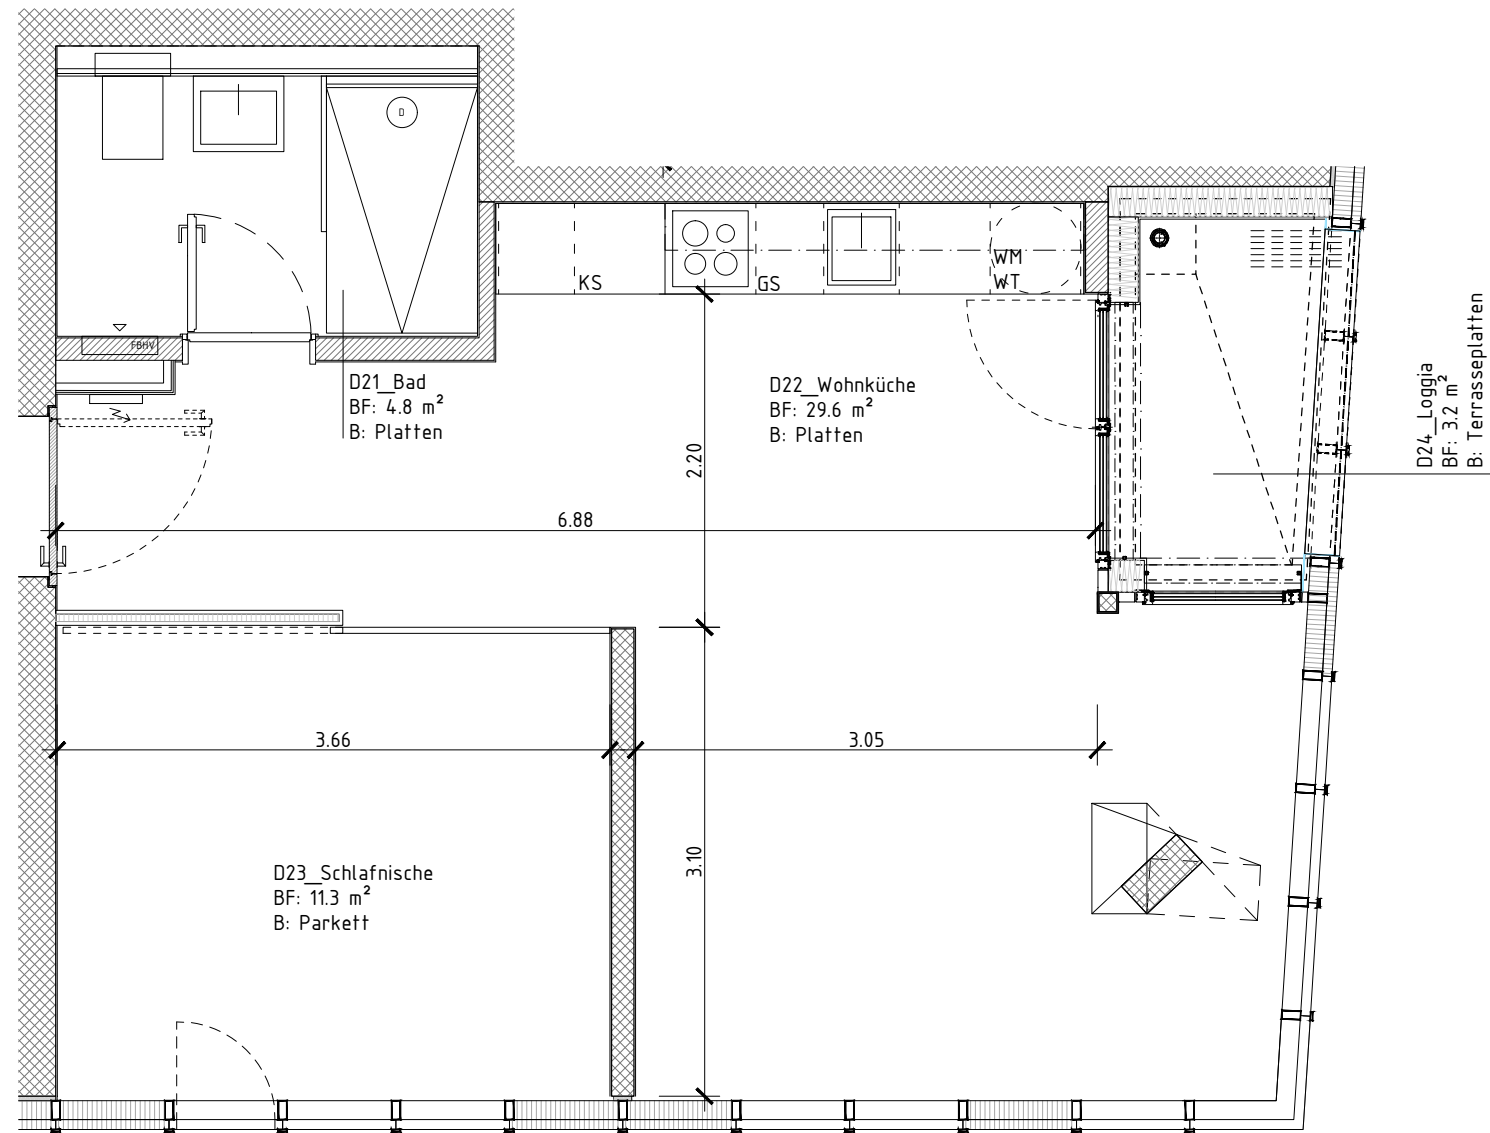 D
WM
KS
GS
WT
FBHV
D21_Bad
BF: 4.8 m²
B: Platten
D22_Wohnküche
BF: 29.6 m²
B: Platten
D24_Loggia
BF: 3.2 m²
B: Terrasseplatten
2.20
6.88
3.66
3.05
3.10
D23_Schlafnische
BF: 11.3 m²
B: Parkett